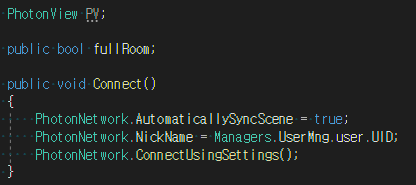 PhotonView PV;
public bool fullRoom;
public void Connect()
{
PhotonNetwork.AutomaticallySyncScene = true;
PhotonNetwork.NickName = Managers.UserMng.user.UID;
PhotonNetwork.ConnectUsingSettings();
}